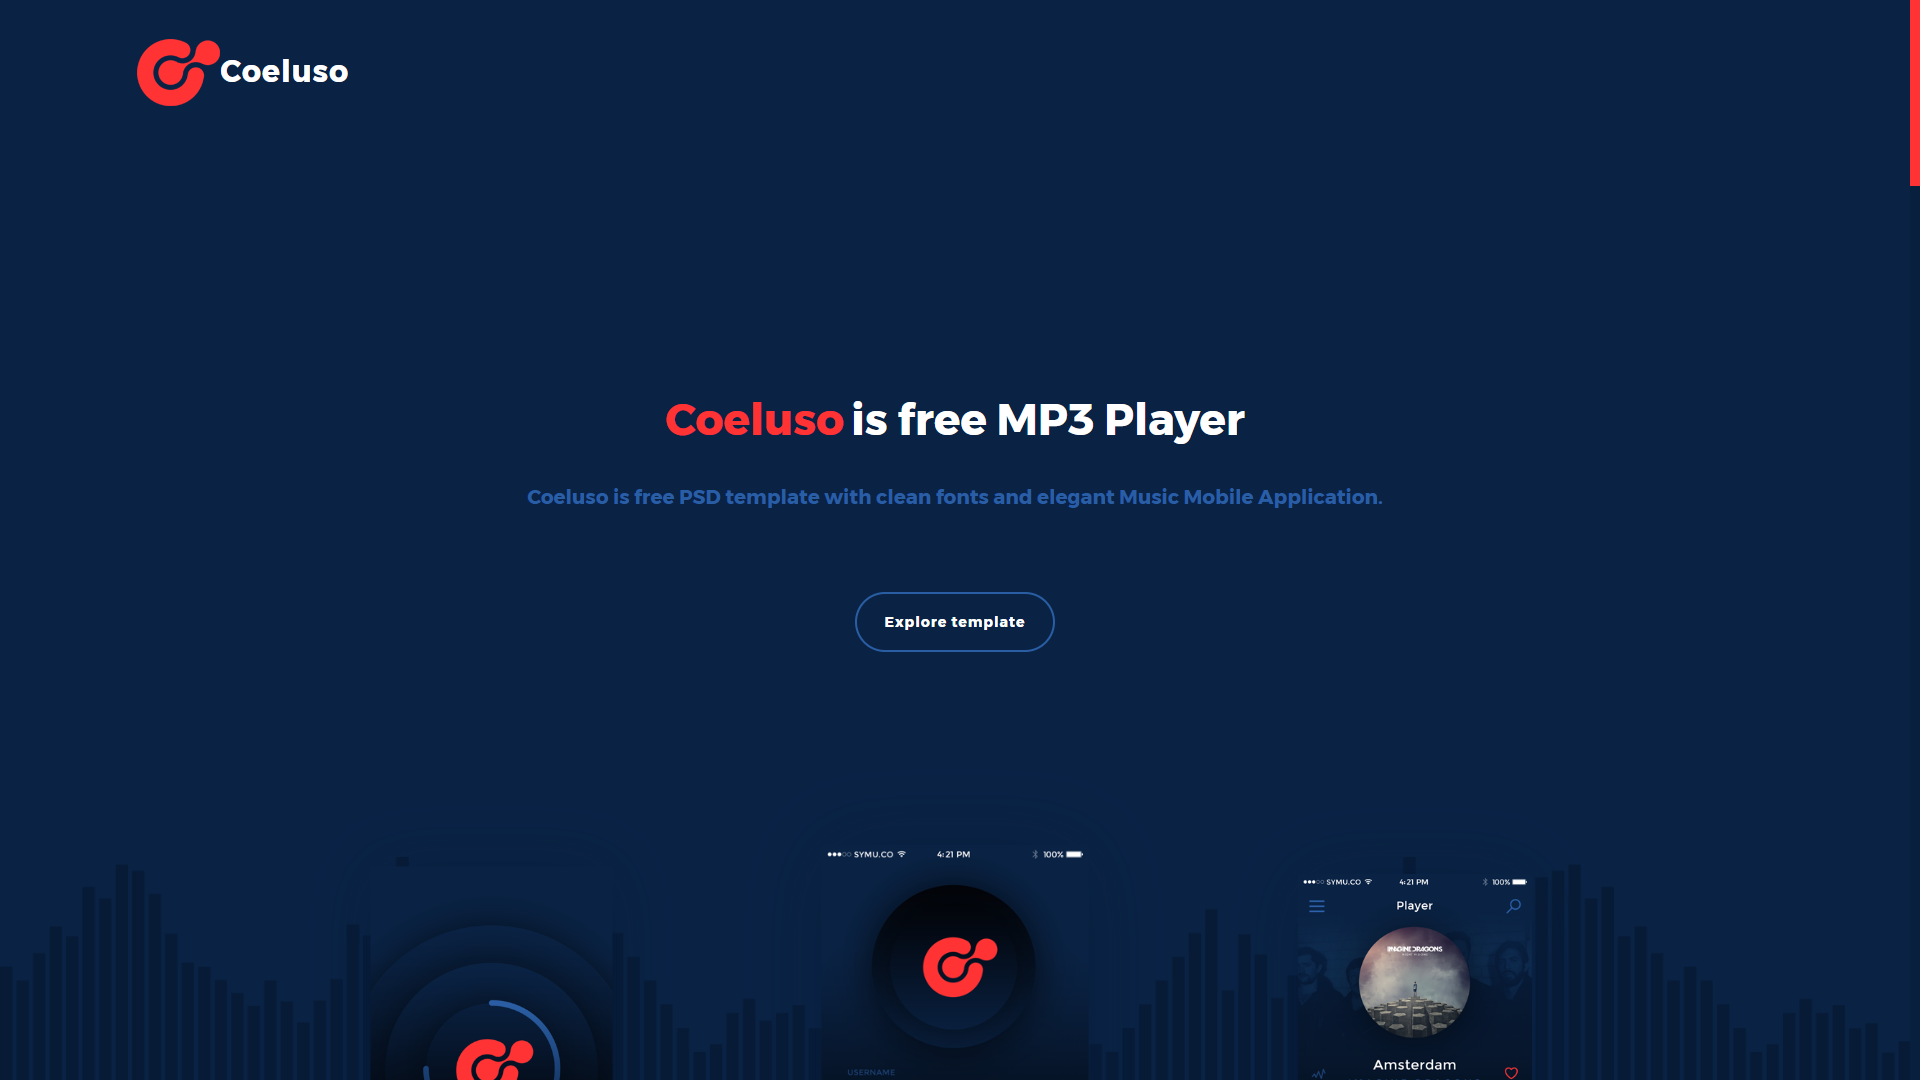 Coeluso
Coeluso is free MP3 Player
Coeluso is free PSD template with clean fonts and elegant Music Mobile Application.
Explore template
SYMU.CO 4:21 PM 100%
USERNAME
SYMU.CO 4:21 PM 100%
Player
IMAGINE DRAGONS
Amsterdam